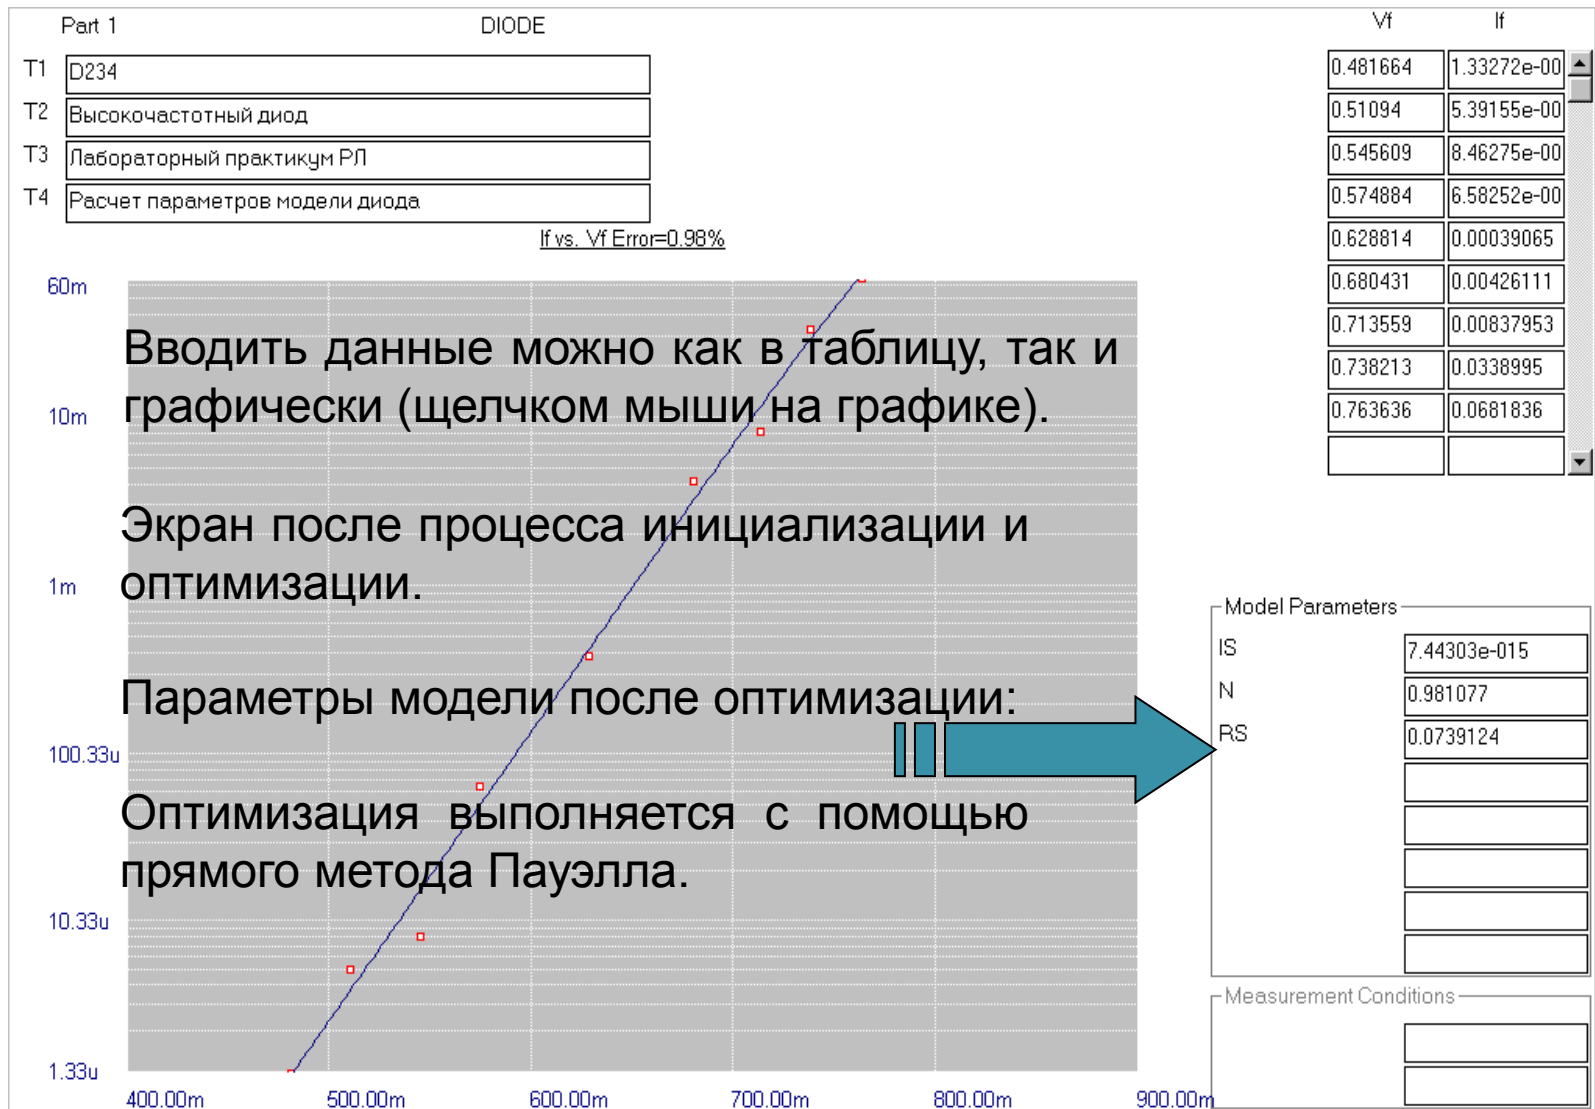 Part 1 DIODE Vf If
T1 D234
T2 Высокочастотный диод
T3 Лабораторный практикум РЛ
T4 Расчет параметров модели диода
0.481664 1.33272e-00
0.51094 5.39155e-00
0.545609 8.46275e-00
0.574884 6.58252e-00
0.628814 0.00039065
0.680431 0.00426111
0.713559 0.00837953
0.738213 0.0338995
0.763636 0.0681836
If vs. Vf Error=0.98%
60m
10m
1m
100.33u
10.33u
1.33u
400.00m 500.00m 600.00m 700.00m 800.00m 900.00m
Вводить данные можно как в таблицу, так и
графически (щелчком мыши на графике).
Экран после процесса инициализации и
оптимизации.
Параметры модели после оптимизации:
Оптимизация выполняется с помощью
прямого метода Пауэлла.
Model Parameters
IS 7.44303e-015
N 0.981077
RS 0.0739124
Measurement Conditions